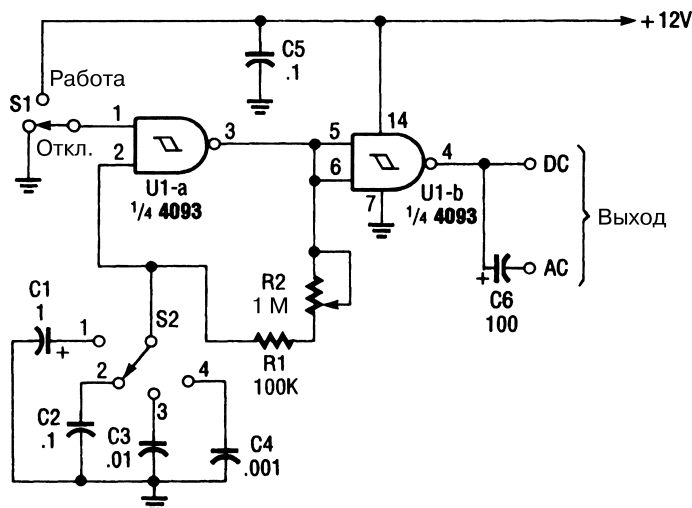 + 12V
C5
.1
Работа
S1
Откл.
1
2
3
U1-a
1/4 4093
5
6
14
4
7
U1-b
1/4 4093
DC
AC
Выход
+
C6
100
R2
1 M
R1
100K
C1
1
+
1
S2
2
3
4
C2
.1
C3
.01
C4
.001